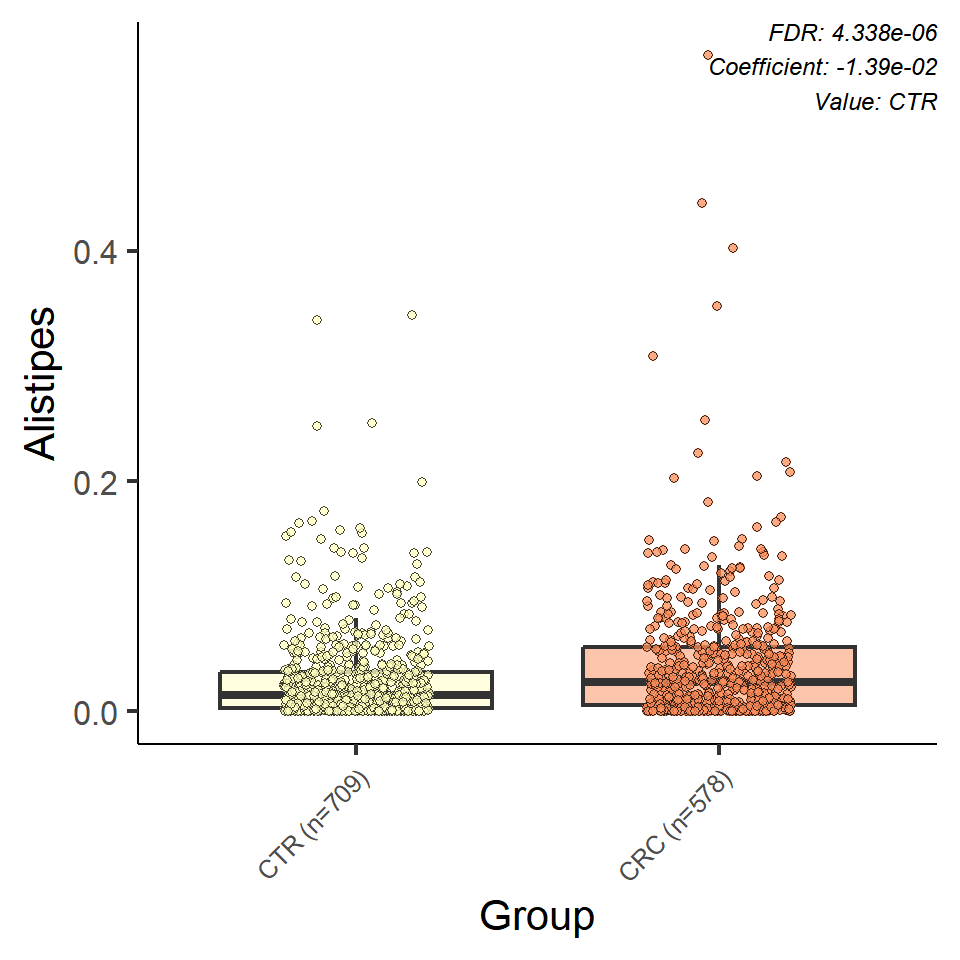 FDR: 4.338e-06
Coefficient: -1.39e-02
Value: CTR
Alistipes
0.4
0.2
0.0
CTR (n=709)
CRC (n=578)
Group